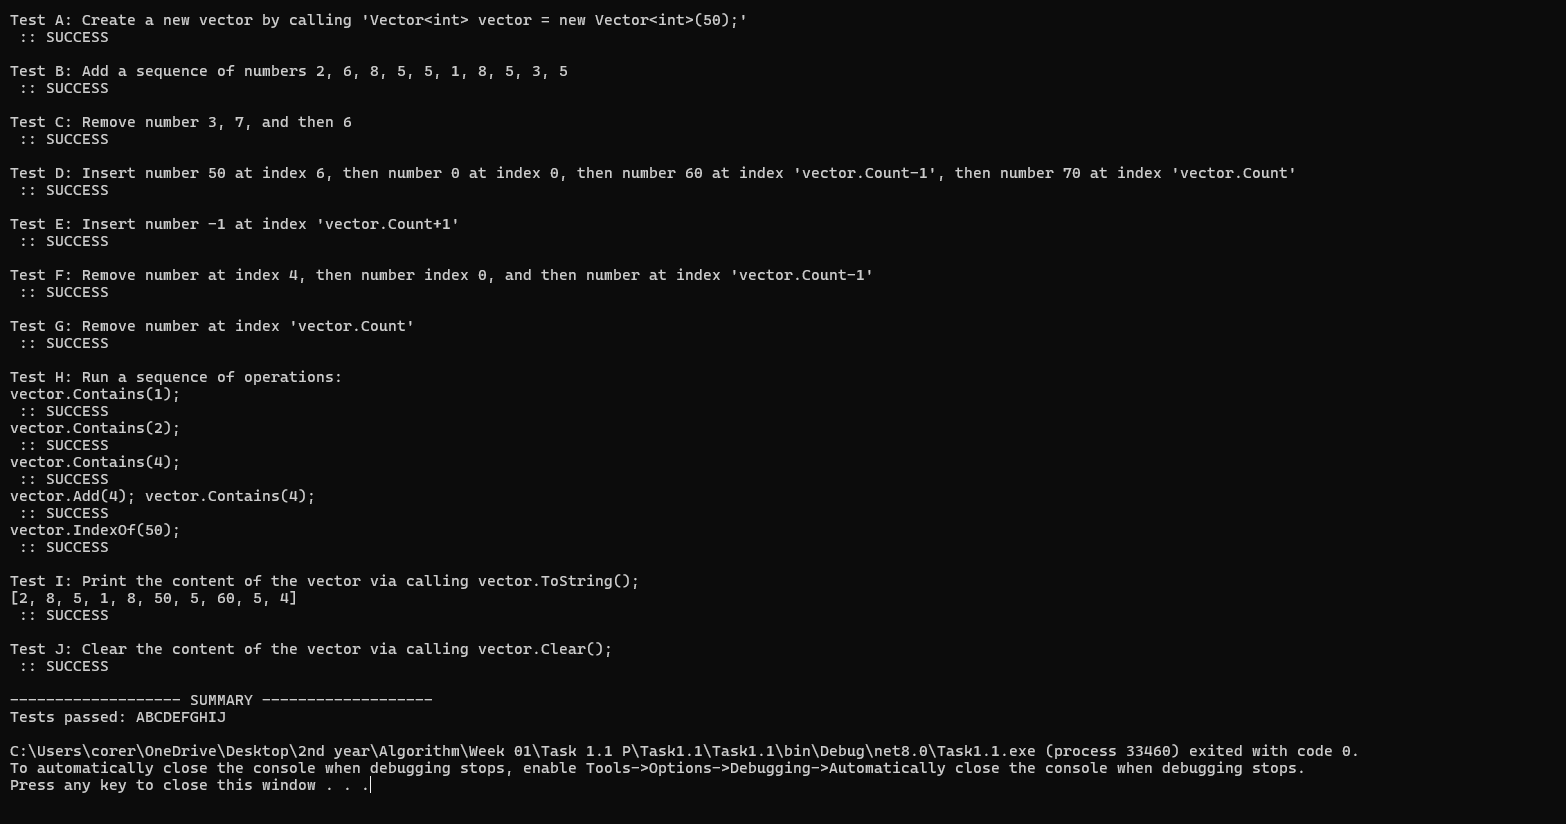 Test A: Create a new vector by calling 'Vector<int> vector = new Vector<int>(50);'
 :: SUCCESS
Test B: Add a sequence of numbers 2, 6, 8, 5, 5, 1, 8, 5, 3, 5
 :: SUCCESS
Test C: Remove number 3, 7, and then 6
 :: SUCCESS
Test D: Insert number 50 at index 6, then number 0 at index 0, then number 60 at index 'vector.Count-1', then number 70 at index 'vector.Count'
 :: SUCCESS
Test E: Insert number -1 at index 'vector.Count+1'
 :: SUCCESS
Test F: Remove number at index 4, then number index 0, and then number at index 'vector.Count-1'
 :: SUCCESS
Test G: Remove number at index 'vector.Count'
 :: SUCCESS
Test H: Run a sequence of operations:
vector.Contains(1);
 :: SUCCESS
vector.Contains(2);
 :: SUCCESS
vector.Contains(4);
 :: SUCCESS
vector.Add(4); vector.Contains(4);
 :: SUCCESS
vector.IndexOf(50);
 :: SUCCESS
Test I: Print the content of the vector via calling vector.ToString();
[2, 8, 5, 1, 8, 50, 5, 60, 5, 4]
 :: SUCCESS
Test J: Clear the content of the vector via calling vector.Clear();
 :: SUCCESS
------------------- SUMMARY -------------------
Tests passed: ABCDEFGHIJ
C:\Users\corer\OneDrive\Desktop\2nd year\Algorithm\Week 01\Task 1.1 P\Task1.1\Task1.1\bin\Debug\net8.0\Task1.1.exe (process 33460) exited with code 0.
To automatically close the console when debugging stops, enable Tools->Options->Debugging->Automatically close the console when debugging stops.
Press any key to close this window . . .